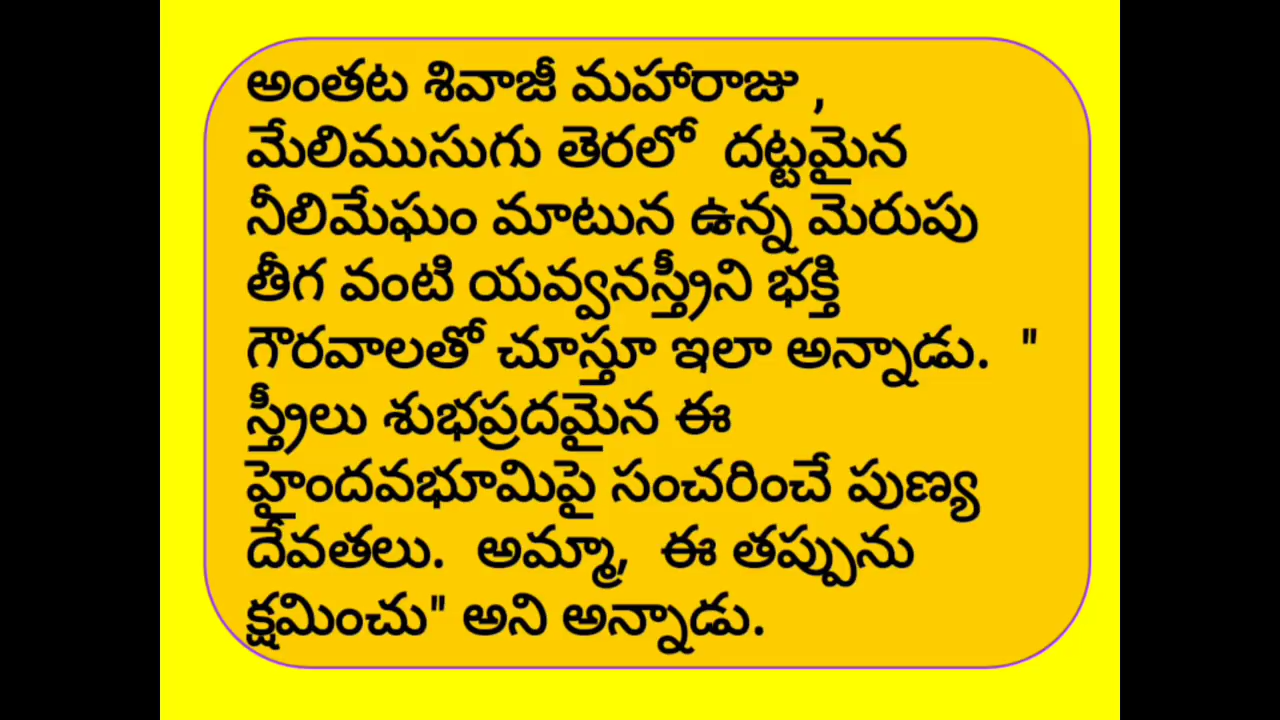 అంతట శివాజీ మహారాజు ,
మేలిముసుగు తెరలో దట్టమైన
నీలిమేఘం మాటున ఉన్న మెరుపు
తీగ వంటి యవ్వనస్త్రీని భక్తి
గౌరవాలతో చూస్తూ ఇలా అన్నాడు. "
స్త్రీలు శుభప్రదమైన ఈ
హైందవభూమిపై సంచరించే పుణ్య
దేవతలు. అమ్మా, ఈ తప్పును
క్షమించు" అని అన్నాడు.